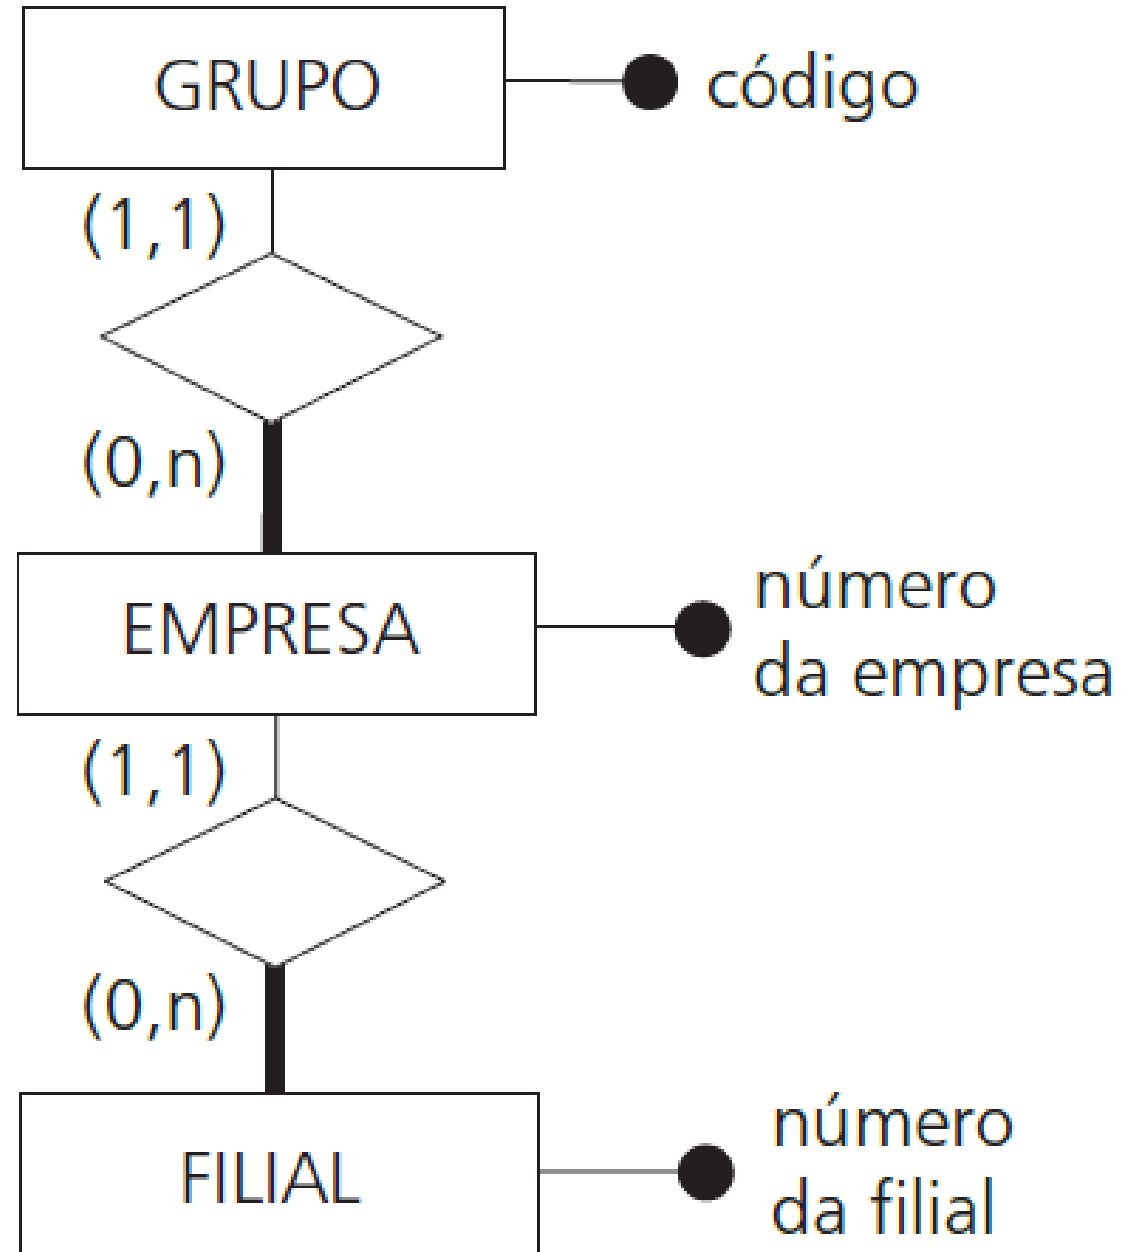 GRUPO
código
(1,1)
(0,n)
EMPRESA
número
da empresa
(1,1)
(0,n)
FILIAL
número
da filial